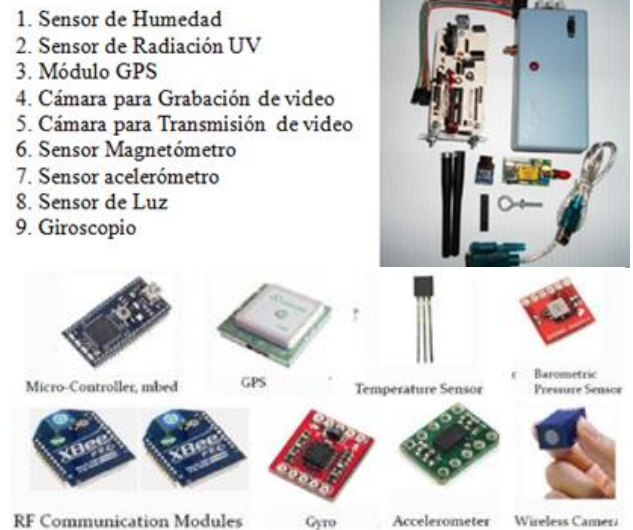 1. Sensor de Humedad
2. Sensor de Radiación UV
3. Módulo GPS
4. Cámara para Grabación de video
5. Cámara para Transmisión de video
6. Sensor Magnetómetro
7. Sensor acelerómetro
8. Sensor de Luz
9. Giroscopio
Micro-Controller, mbed
GPS
Temperature Sensor
Barometric
Pressure Sensor
XBee
PRO
XBee
PRO
RF Communication Modules
Gyro
Accelerometer
Wireless Camera